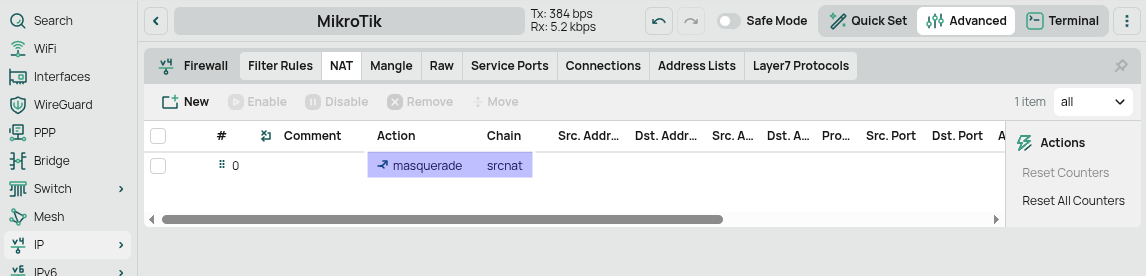 Search
WiFi
Interfaces
WireGuard
PPP
Bridge
Switch
Mesh
v4 IP
v6 IPv6
MikroTik
Tx: 384 bps
Rx: 5.2 kbps
Safe Mode
Quick Set
Advanced
Terminal
v4 Firewall
Filter Rules
NAT
Mangle
Raw
Service Ports
Connections
Address Lists
Layer7 Protocols
New
Enable
Disable
Remove
Move
1 item
all
# Comment Action Chain Src. Addr... Dst. Addr... Src. A... Dst. A... Pro... Src. Port Dst. Port A
0 masquerade srcnat
Actions
Reset Counters
Reset All Counters